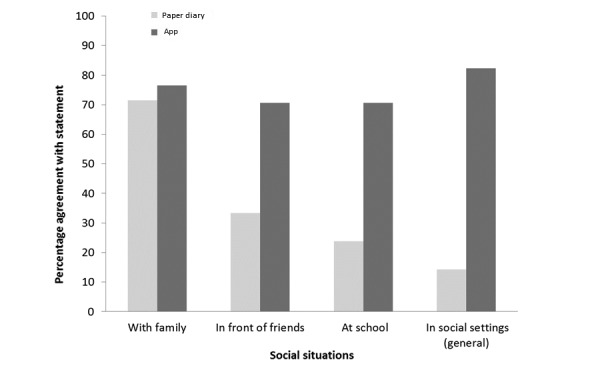 100
Paper diary
90
App
80
70
60
50
40
30
20
10
0
Percentage agreement with statement
With family
In front of friends
At school
In social settings
(general)
Social situations